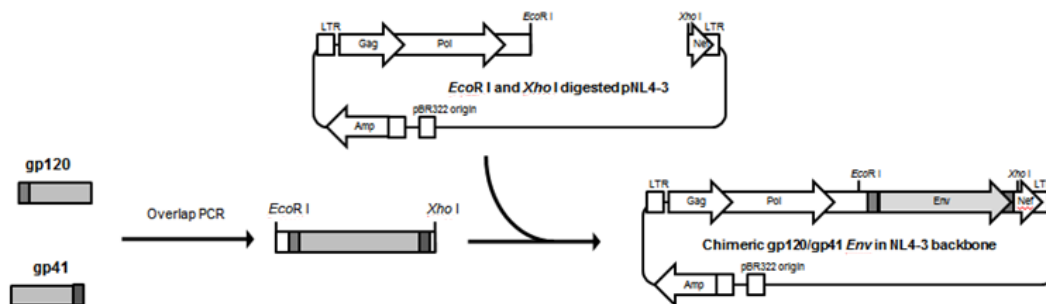 EcoR I
Xho I
LTR
LTR
Gag
Pol
Nef
EcoR I and Xho I digested pNL4-3
pBR322 origin
Amp
gp120
Overlap PCR
EcoR I
Xho I
gp41
EcoR I
Xho I
LTR
LT
Gag
Pol
Env
Nef
Chimeric gp120/gp41 Env in NL4-3 backbone
pBR322 origin
Amp